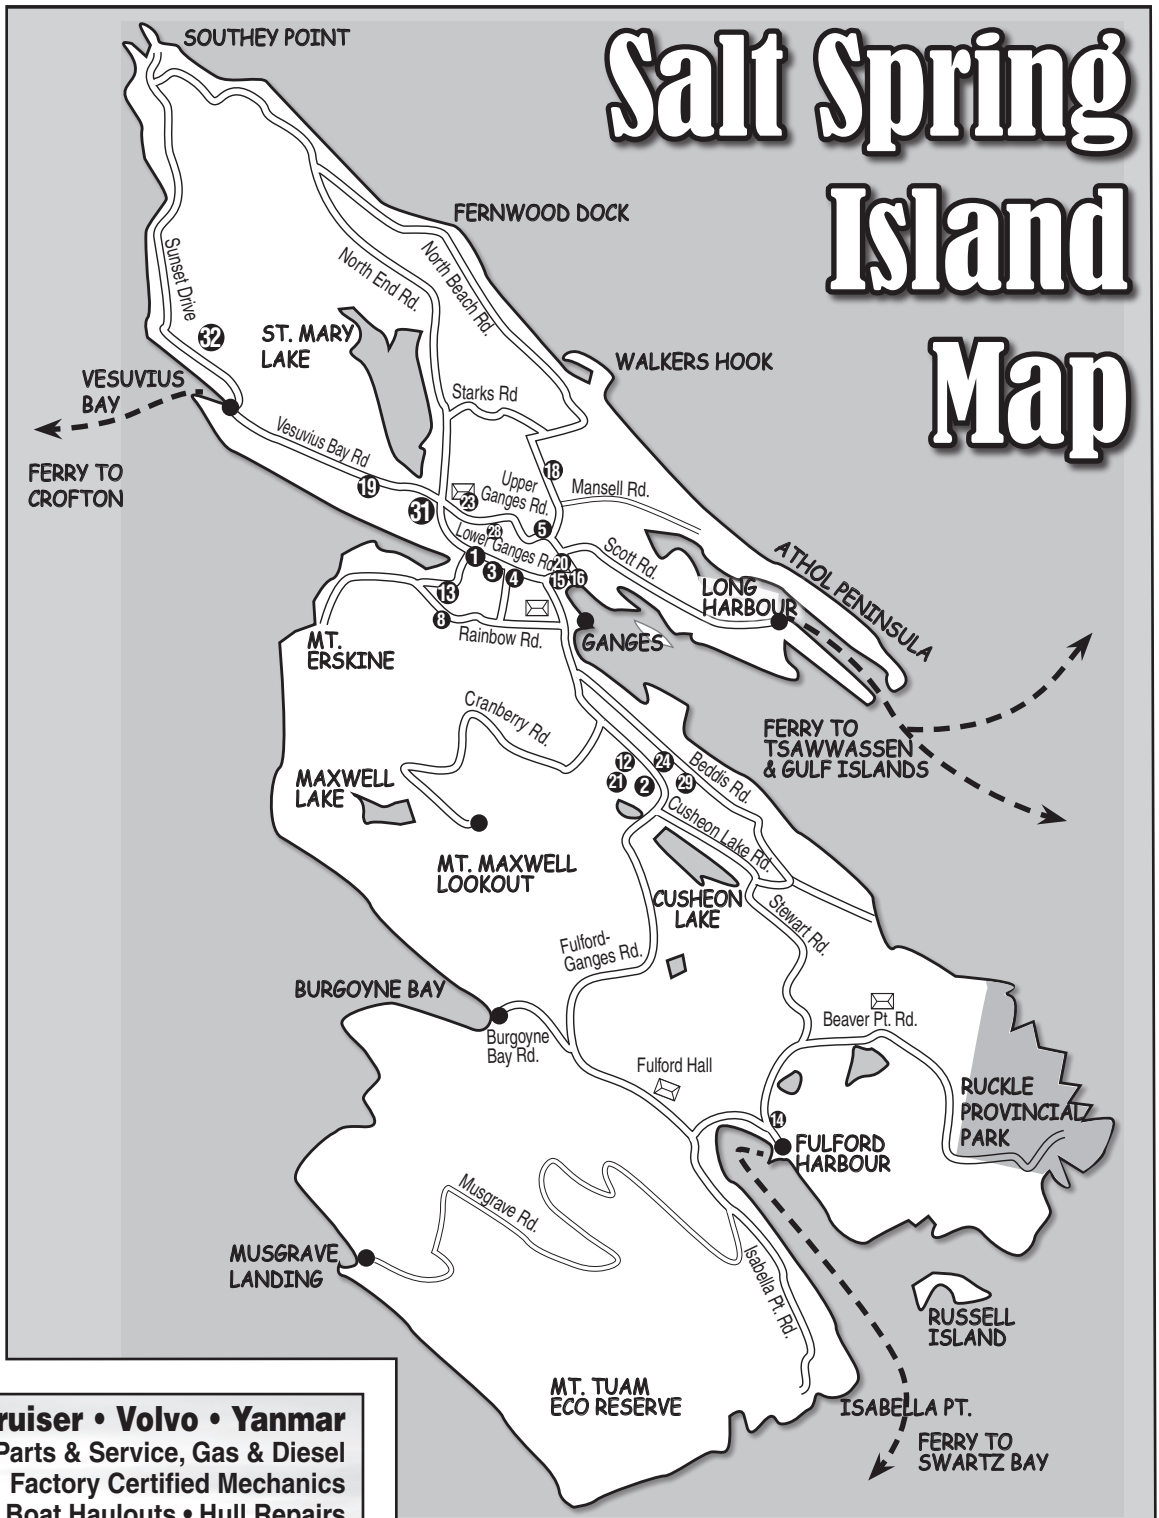 Salt Spring
Island
Map
SOUTHEY POINT
FERNWOOD DOCK
Sunset Drive
North End Rd.
North Beach Rd.
32
ST. MARY
LAKE
WALKERS HOOK
VESUVIUS
BAY
Starks Rd
FERRY TO
CROFTON
Vesuvius Bay Rd
19
31
23
Upper
Ganges Rd.
18
Mansell Rd.
28
5
Lower Ganges Rd
Scott Rd.
1
3
4
20
15
16
13
8
Rainbow Rd.
LONG
HARBOUR
ATHOL PENINSULA
GANGES
MT.
ERSKINE
Cranberry Rd.
FERRY TO
TSAWWASSEN
& GULF ISLANDS
12
24
21
2
29
Beddis Rd.
MAXWELL
LAKE
Cusheon Lake Rd.
MT. MAXWELL
LOOKOUT
CUSHEON
LAKE
Stewart Rd.
Fulford-
Ganges Rd.
BURGOYNE BAY
Burgoyne
Bay Rd.
Beaver Pt. Rd.
Fulford Hall
RUCKLE
PROVINCIAL
PARK
14
FULFORD
HARBOUR
Musgrave Rd.
MUSGRAVE
LANDING
Isabella Pt. Rd.
RUSSELL
ISLAND
MT. TUAM
ECO RESERVE
ISABELLA PT.
FERRY TO
SWARTZ BAY
ruiser • Volvo • Yanmar
Parts & Service, Gas & Diesel
Factory Certified Mechanics
Boat Haulouts • Hull Repairs